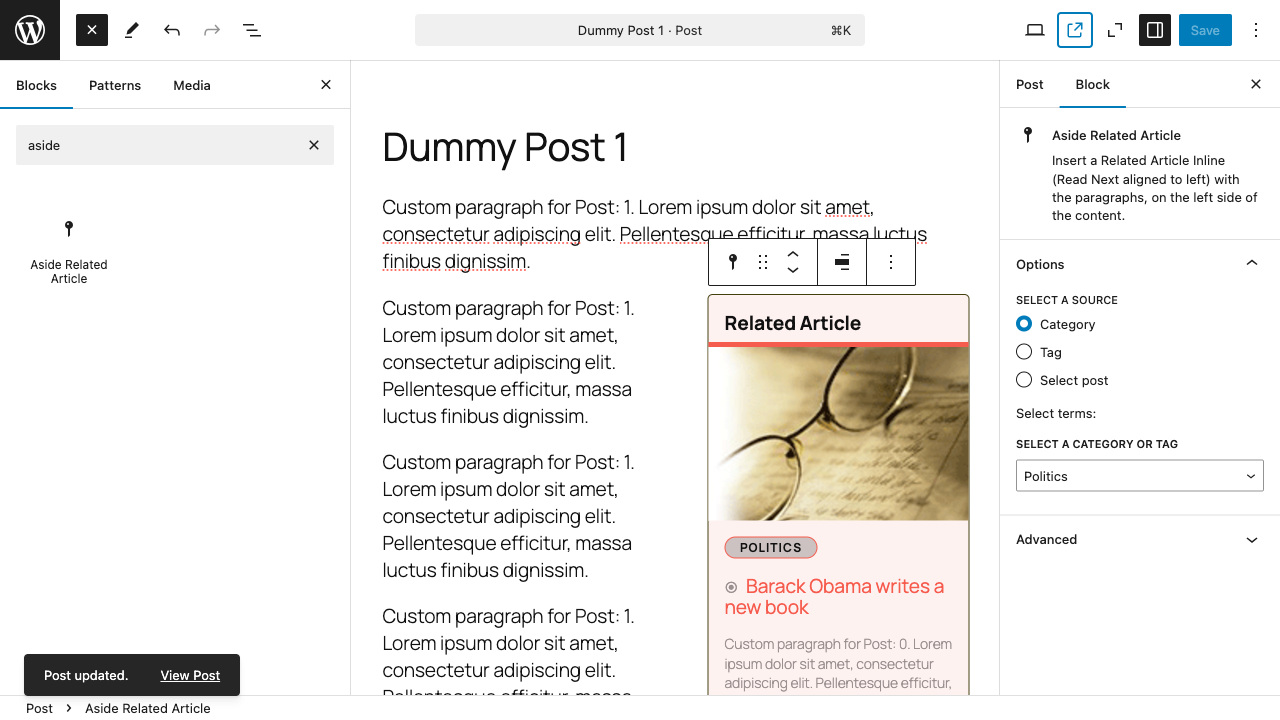 Dummy Post 1 · Post
⌘K
Save
Blocks
Patterns
Media
aside
Aside Related
Article
Dummy Post 1
Custom paragraph for Post: 1. Lorem ipsum dolor sit amet,
consectetur adipiscing elit. Pellentesque efficitur, massa luctus
finibus dignissim.
Custom paragraph for Post: 1.
Lorem ipsum dolor sit amet,
consectetur adipiscing elit.
Pellentesque efficitur, massa
luctus finibus dignissim.
Custom paragraph for Post: 1.
Lorem ipsum dolor sit amet,
consectetur adipiscing elit.
Pellentesque efficitur, massa
luctus finibus dignissim.
Custom paragraph for Post: 1.
Lorem ipsum dolor sit amet,
consectetur adipiscing elit.
Pellentesque efficitur, massa
Related Article
POLITICS
Barack Obama writes a
new book
Custom paragraph for Post: 0. Lorem
ipsum dolor sit amet, consectetur
adipiscing elit. Pellentesque efficitur,
Post
Block
Aside Related Article
Insert a Related Article Inline
(Read Next aligned to left) with
the paragraphs, on the left side of
the content.
Options
SELECT A SOURCE
Category
Tag
Select post
Select terms:
SELECT A CATEGORY OR TAG
Politics
Advanced
Post updated.
View Post
Post
Aside Related Article